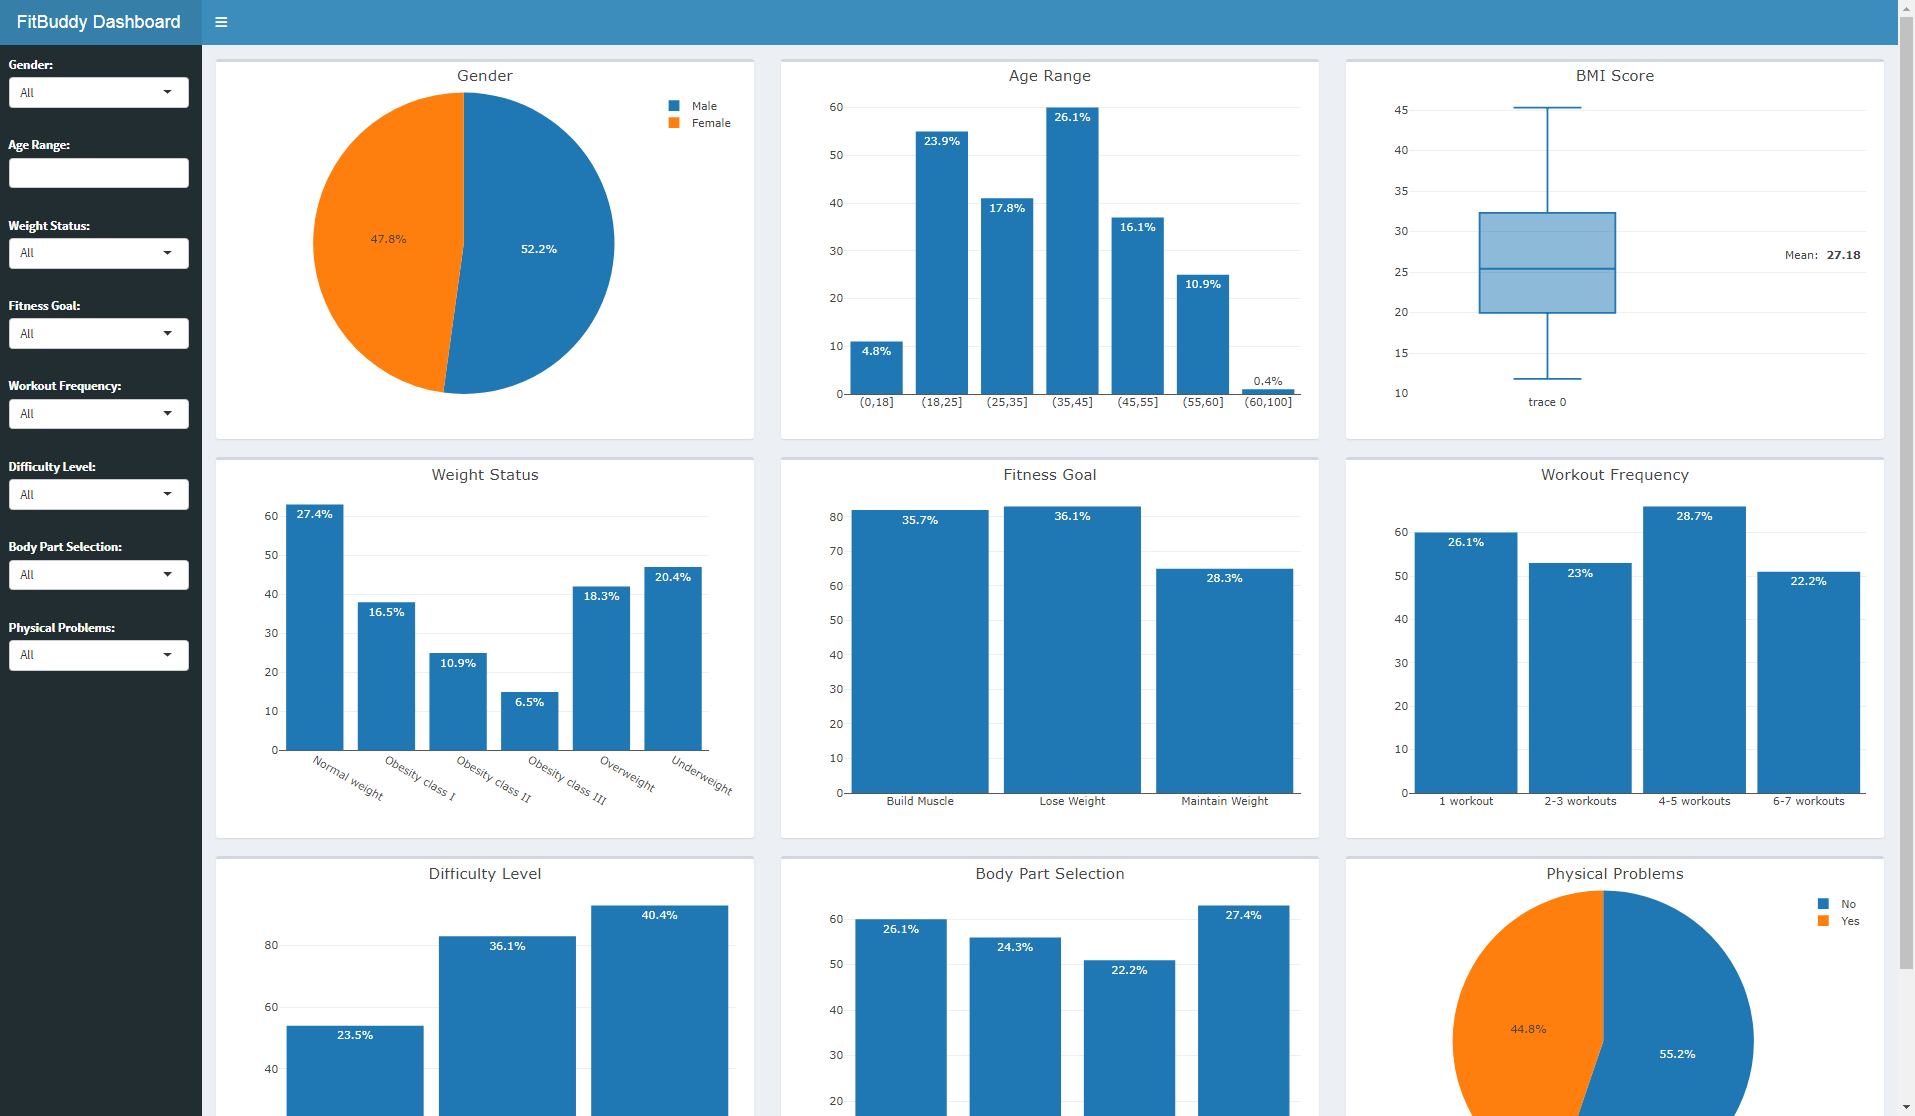 FitBuddy Dashboard
Gender:
All
Age Range:
Weight Status:
All
Fitness Goal:
All
Workout Frequency:
All
Difficulty Level:
All
Body Part Selection:
All
Physical Problems:
All
Gender
47.8%
52.2%
Male
Female
Age Range
60
50
40
30
20
10
0
4.8%
23.9%
17.8%
26.1%
16.1%
10.9%
0.4%
(0,18]
(18,25]
(25,35]
(35,45]
(45,55]
(55,60]
(60,100]
BMI Score
45
40
35
30
25
20
15
10
Mean: 27.18
trace 0
Weight Status
60
50
40
30
20
10
0
27.4%
16.5%
10.9%
6.5%
18.3%
20.4%
Normal weight
Obesity class I
Obesity class II
Obesity class III
Overweight
Underweight
Fitness Goal
80
70
60
50
40
30
20
10
0
35.7%
36.1%
28.3%
Build Muscle
Lose Weight
Maintain Weight
Workout Frequency
60
50
40
30
20
10
0
26.1%
23%
28.7%
22.2%
1 workout
2-3 workouts
4-5 workouts
6-7 workouts
Difficulty Level
80
60
40
23.5%
36.1%
40.4%
Body Part Selection
60
50
40
30
20
26.1%
24.3%
22.2%
27.4%
Physical Problems
44.8%
55.2%
No
Yes